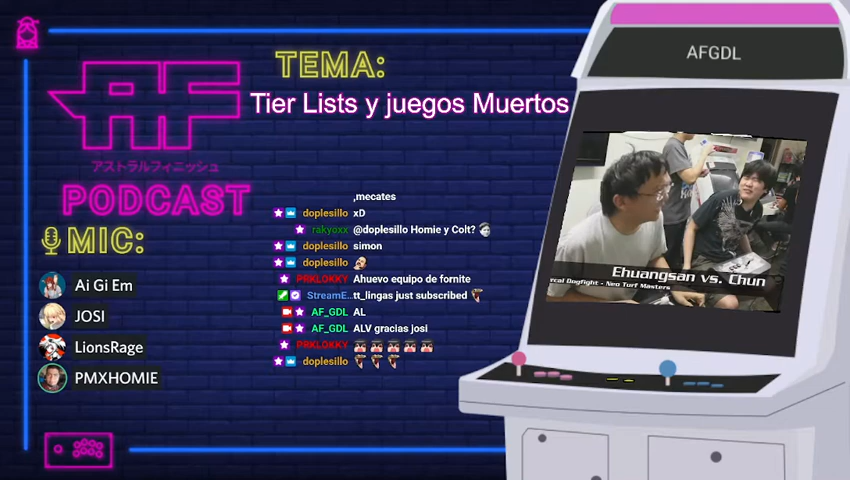 TEMA:
Tier Lists y juegos Muertos
AF
アストラルフィニッシュ
PODCAST
MIC:
Ai Gi Em
JOSI
LionsRage
PMXHOMIE
,mecates
doplesillo xD
rakyoxx @doplesillo Homie y Colt?
doplesillo simon
doplesillo
PRKLOKKY Ahuevo equipo de fornite
StreamE...tt_lingas just subscribed
AF_GDL AL
AF_GDL ALV gracias josi
PRKLOKKY
doplesillo
AFGDL
Ehuangsan vs. Chun
rcal Dogfight - Neo Turf Masters